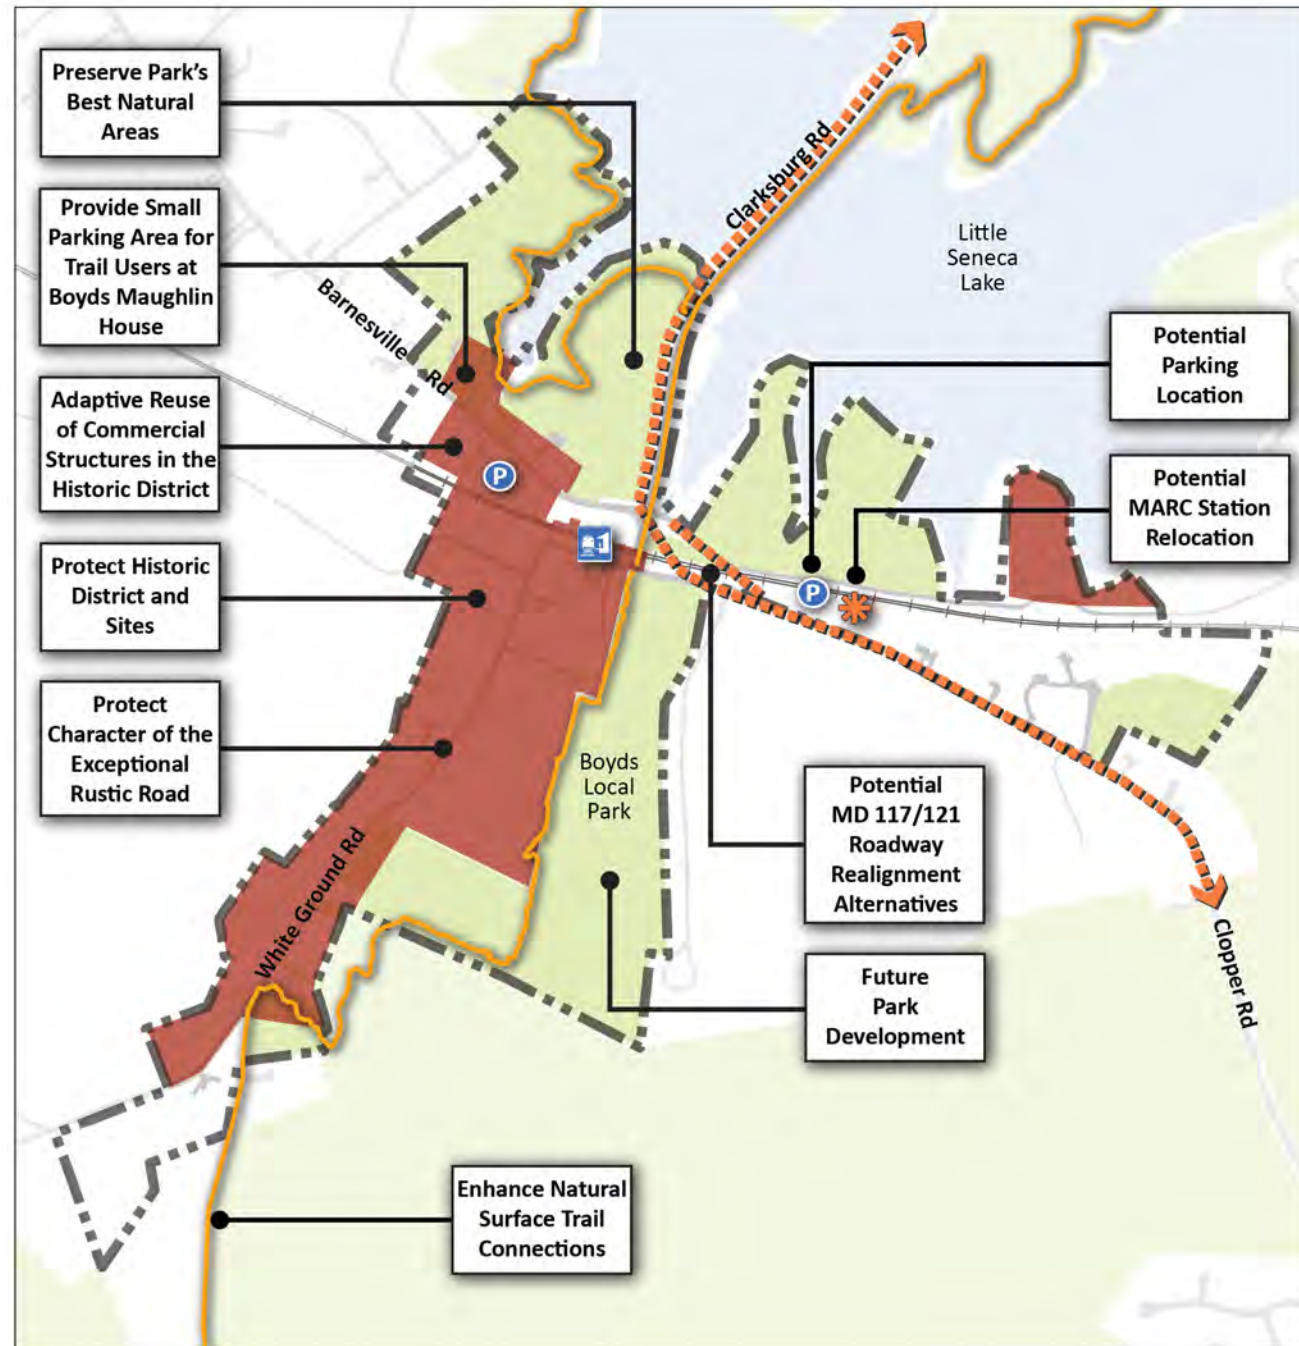 Preserve Park's
Best Natural
Areas
Provide Small
Parking Area for
Trail Users at
Boyds Maughlin
House
Adaptive Reuse
of Commercial
Structures in the
Historic District
Protect Historic
District and
Sites
Protect
Character of the
Exceptional
Rustic Road
Barnesville
Rd
Clarksburg Rd
Little
Seneca
Lake
Potential
Parking
Location
Potential
MARC Station
Relocation
P
P
Boyds
Local
Park
Potential
MD 117/121
Roadway
Realignment
Alternatives
White Ground Rd
Clopper Rd
Future
Park
Development
Enhance Natural
Surface Trail
Connections